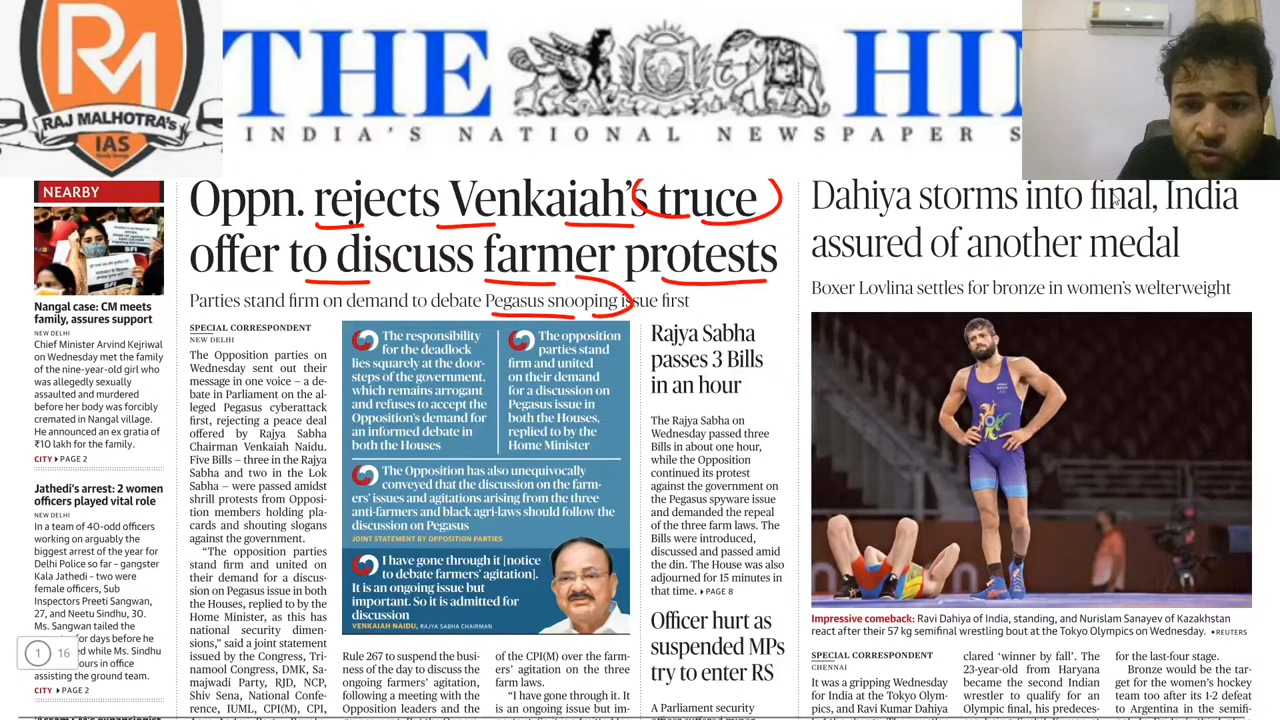 RM
RAJ MALHOTRA'S
IAS
THE HI
INDIA'S NATIONAL NEWSPAPER S
NEARBY
Nangal case: CM meets
family, assures support
NEW DELHI
Chief Minister Arvind Kejriwal
on Wednesday met the family
of the nine-year-old girl who
was allegedly sexually
assaulted and murdered
before her body was forcibly
cremated in Nangal village.
He announced an ex gratia of
₹10 lakh for the family.
CITY PAGE 2
Jathedi's arrest: 2 women
officers played vital role
NEW DELHI
In a team of 40-odd officers
working on arguably the
biggest arrest of the year for
Delhi Police so far – gangster
Kala Jathedi – two were
female officers, Sub
Inspectors Preeti Sangwan,
27, and Neetu Sindhu, 30.
Ms. Sangwan tailed the
for days before he
ed while Ms. Sindhu
ours in office
assisting the ground team.
CITY PAGE 2
1 16
Oppn. rejects Venkaiah's truce
offer to discuss farmer protests
Parties stand firm on demand to debate Pegasus snooping issue first
SPECIAL CORRESPONDENT
NEW DELHI
The Opposition parties on
Wednesday sent out their
message in one voice – a de-
bate in Parliament on the al-
leged Pegasus cyberattack
first, rejecting a peace deal
offered by Rajya Sabha
Chairman Venkaiah Naidu.
Five Bills – three in the Rajya
Sabha and two in the Lok
Sabha – were passed amidst
shrill protests from Opposi-
tion members holding pla-
cards and shouting slogans
against the government.
“The opposition parties
stand firm and united on
their demand for a discus-
sion on Pegasus issue in both
the Houses, replied to by the
Home Minister, as this has
national security dimen-
sions,” said a joint statement
issued by the Congress, Tri-
namool Congress, DMK, Sa-
majwadi Party, RJD, NCP,
Shiv Sena, National Confe-
rence, IUML, CPI(M), CPI,
The responsibility
for the deadlock
lies squarely at the door-
steps of the government,
which remains arrogant
and refuses to accept the
Opposition's demand for
an informed debate in
both the Houses
The opposition
parties stand
firm and united
on their demand
for a discussion on
Pegasus issue in
both the Houses,
replied to by the
Home Minister
The Opposition has also unequivocally
conveyed that the discussion on the farm-
ers' issues and agitations arising from the three
anti-farmers and black agri-laws should follow the
discussion on Pegasus
JOINT STATEMENT BY OPPOSITION PARTIES
I have gone through it [notice
to debate farmers' agitation].
It is an ongoing issue but
important. So it is admitted for
discussion
VENKAIAH NAIDU, RAJYA SABHA CHAIRMAN
Rule 267 to suspend the busi-
ness of the day to discuss the
ongoing farmers' agitation,
following a meeting with the
Opposition leaders and the
of the CPI(M) over the farm-
ers' agitation on the three
farm laws.
“I have gone through it. It
is an ongoing issue but im-
Rajya Sabha
passes 3 Bills
in an hour
The Rajya Sabha on
Wednesday passed three
Bills in about one hour,
while the Opposition
continued its protest
against the government on
the Pegasus spyware issue
and demanded the repeal
of the three farm laws. The
Bills were introduced,
discussed and passed amid
the din. The House was also
adjourned for 15 minutes in
that time. PAGE 8
Officer hurt as
suspended MPs
try to enter RS
A Parliament security
Dahiya storms into final, India
assured of another medal
Boxer Lovlina settles for bronze in women's welterweight
Impressive comeback: Ravi Dahiya of India, standing, and Nurislam Sanayev of Kazakhstan
react after their 57 kg semifinal wrestling bout at the Tokyo Olympics on Wednesday. •REUTERS
SPECIAL CORRESPONDENT
CHENNAI
It was a gripping Wednesday
for India at the Tokyo Olym-
pics, and Ravi Kumar Dahiya
clared ‘winner by fall’. The
23-year-old from Haryana
became the second Indian
wrestler to qualify for an
Olympic final, his predeces-
for the last-four stage.
Bronze would be the tar-
get for the women's hockey
team too after its 1-2 defeat
to Argentina in the semifi-